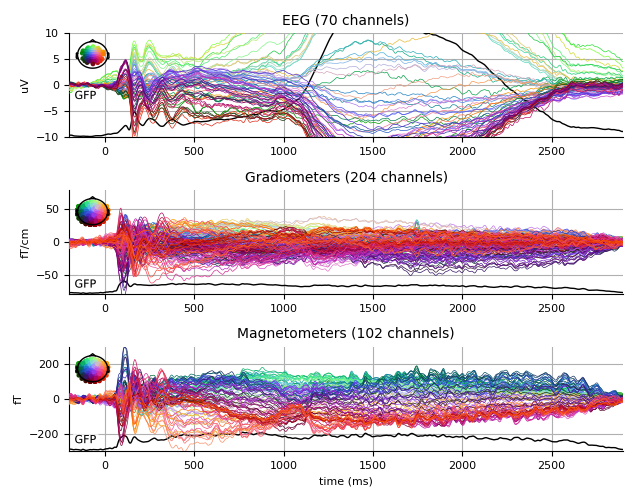 EEG (70 channels)
10
5
0
−5
−10
uV
GFP
0 500 1000 1500 2000 2500
Gradiometers (204 channels)
50
0
−50
fT/cm
GFP
0 500 1000 1500 2000 2500
Magnetometers (102 channels)
200
0
−200
fT
GFP
0 500 1000 1500 2000 2500
time (ms)